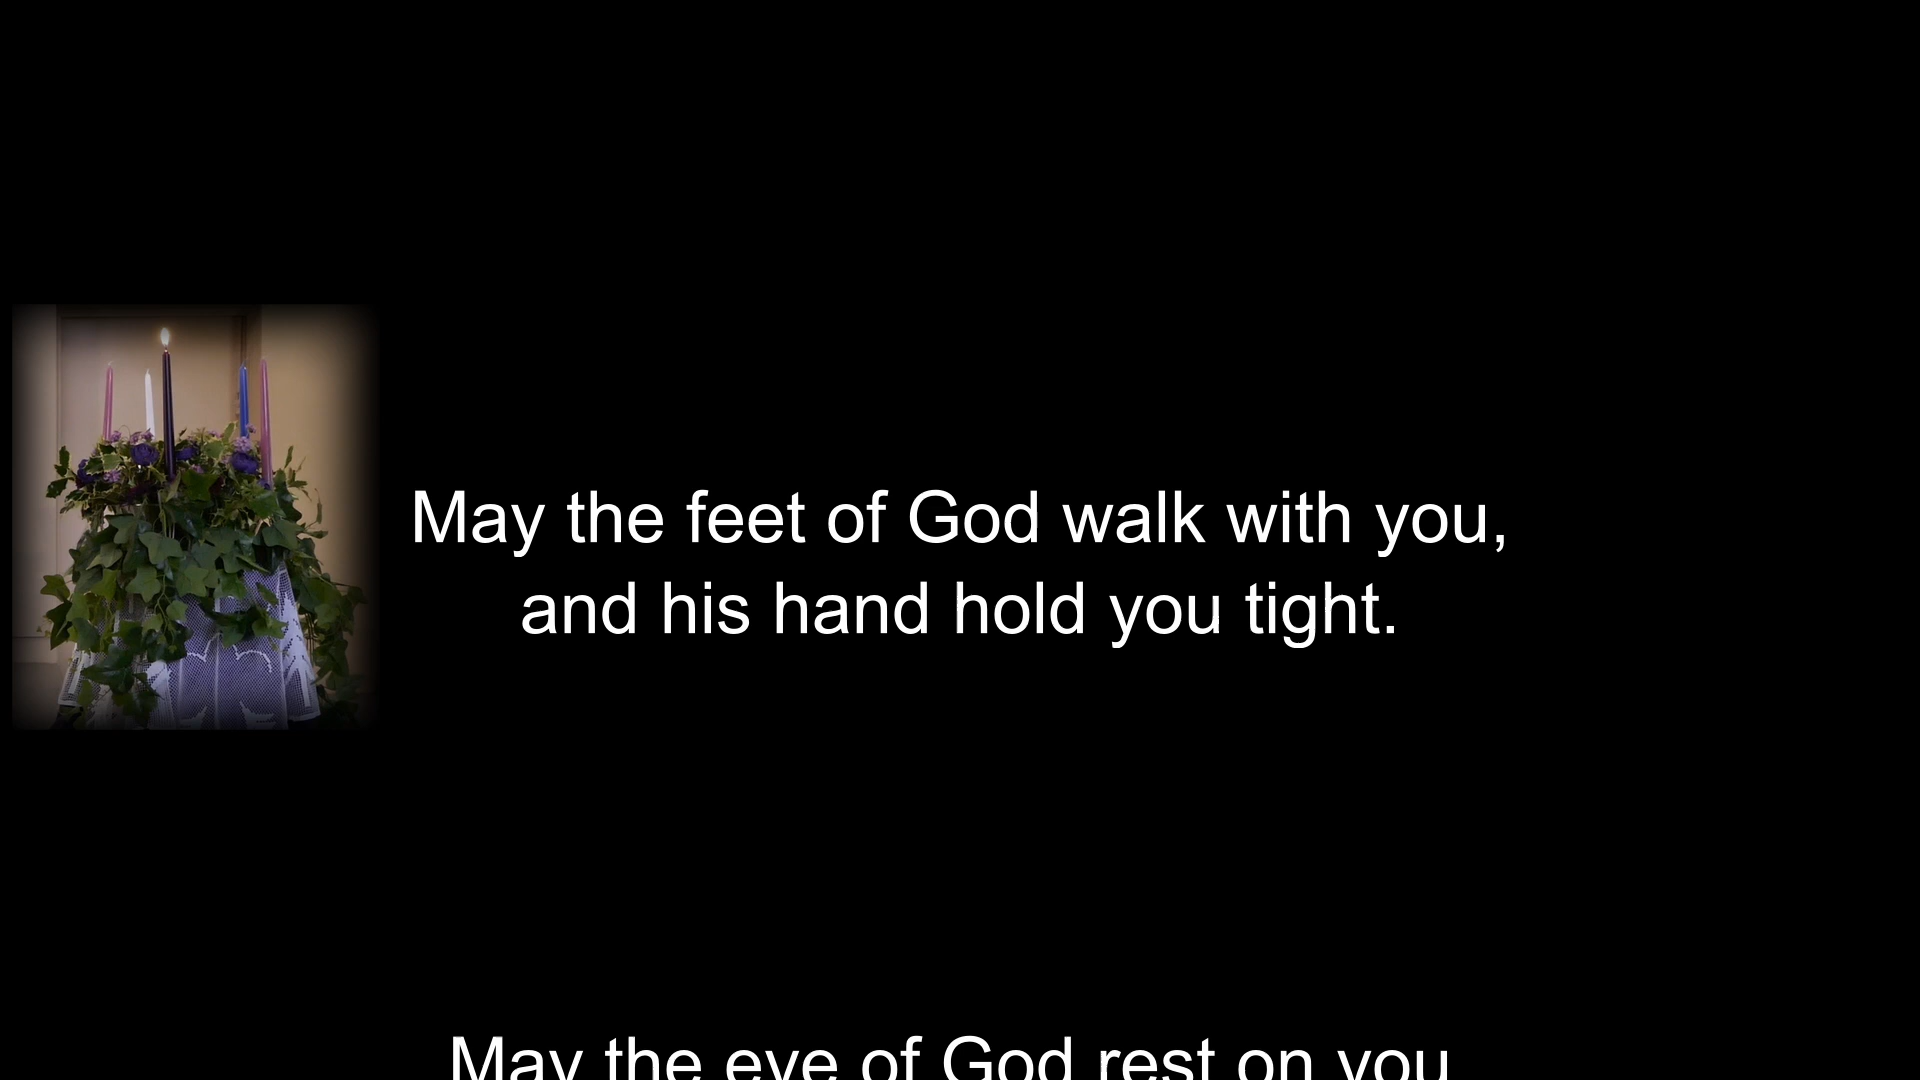 May the feet of God walk with you,
and his hand hold you tight.
May the eye of God rest on you